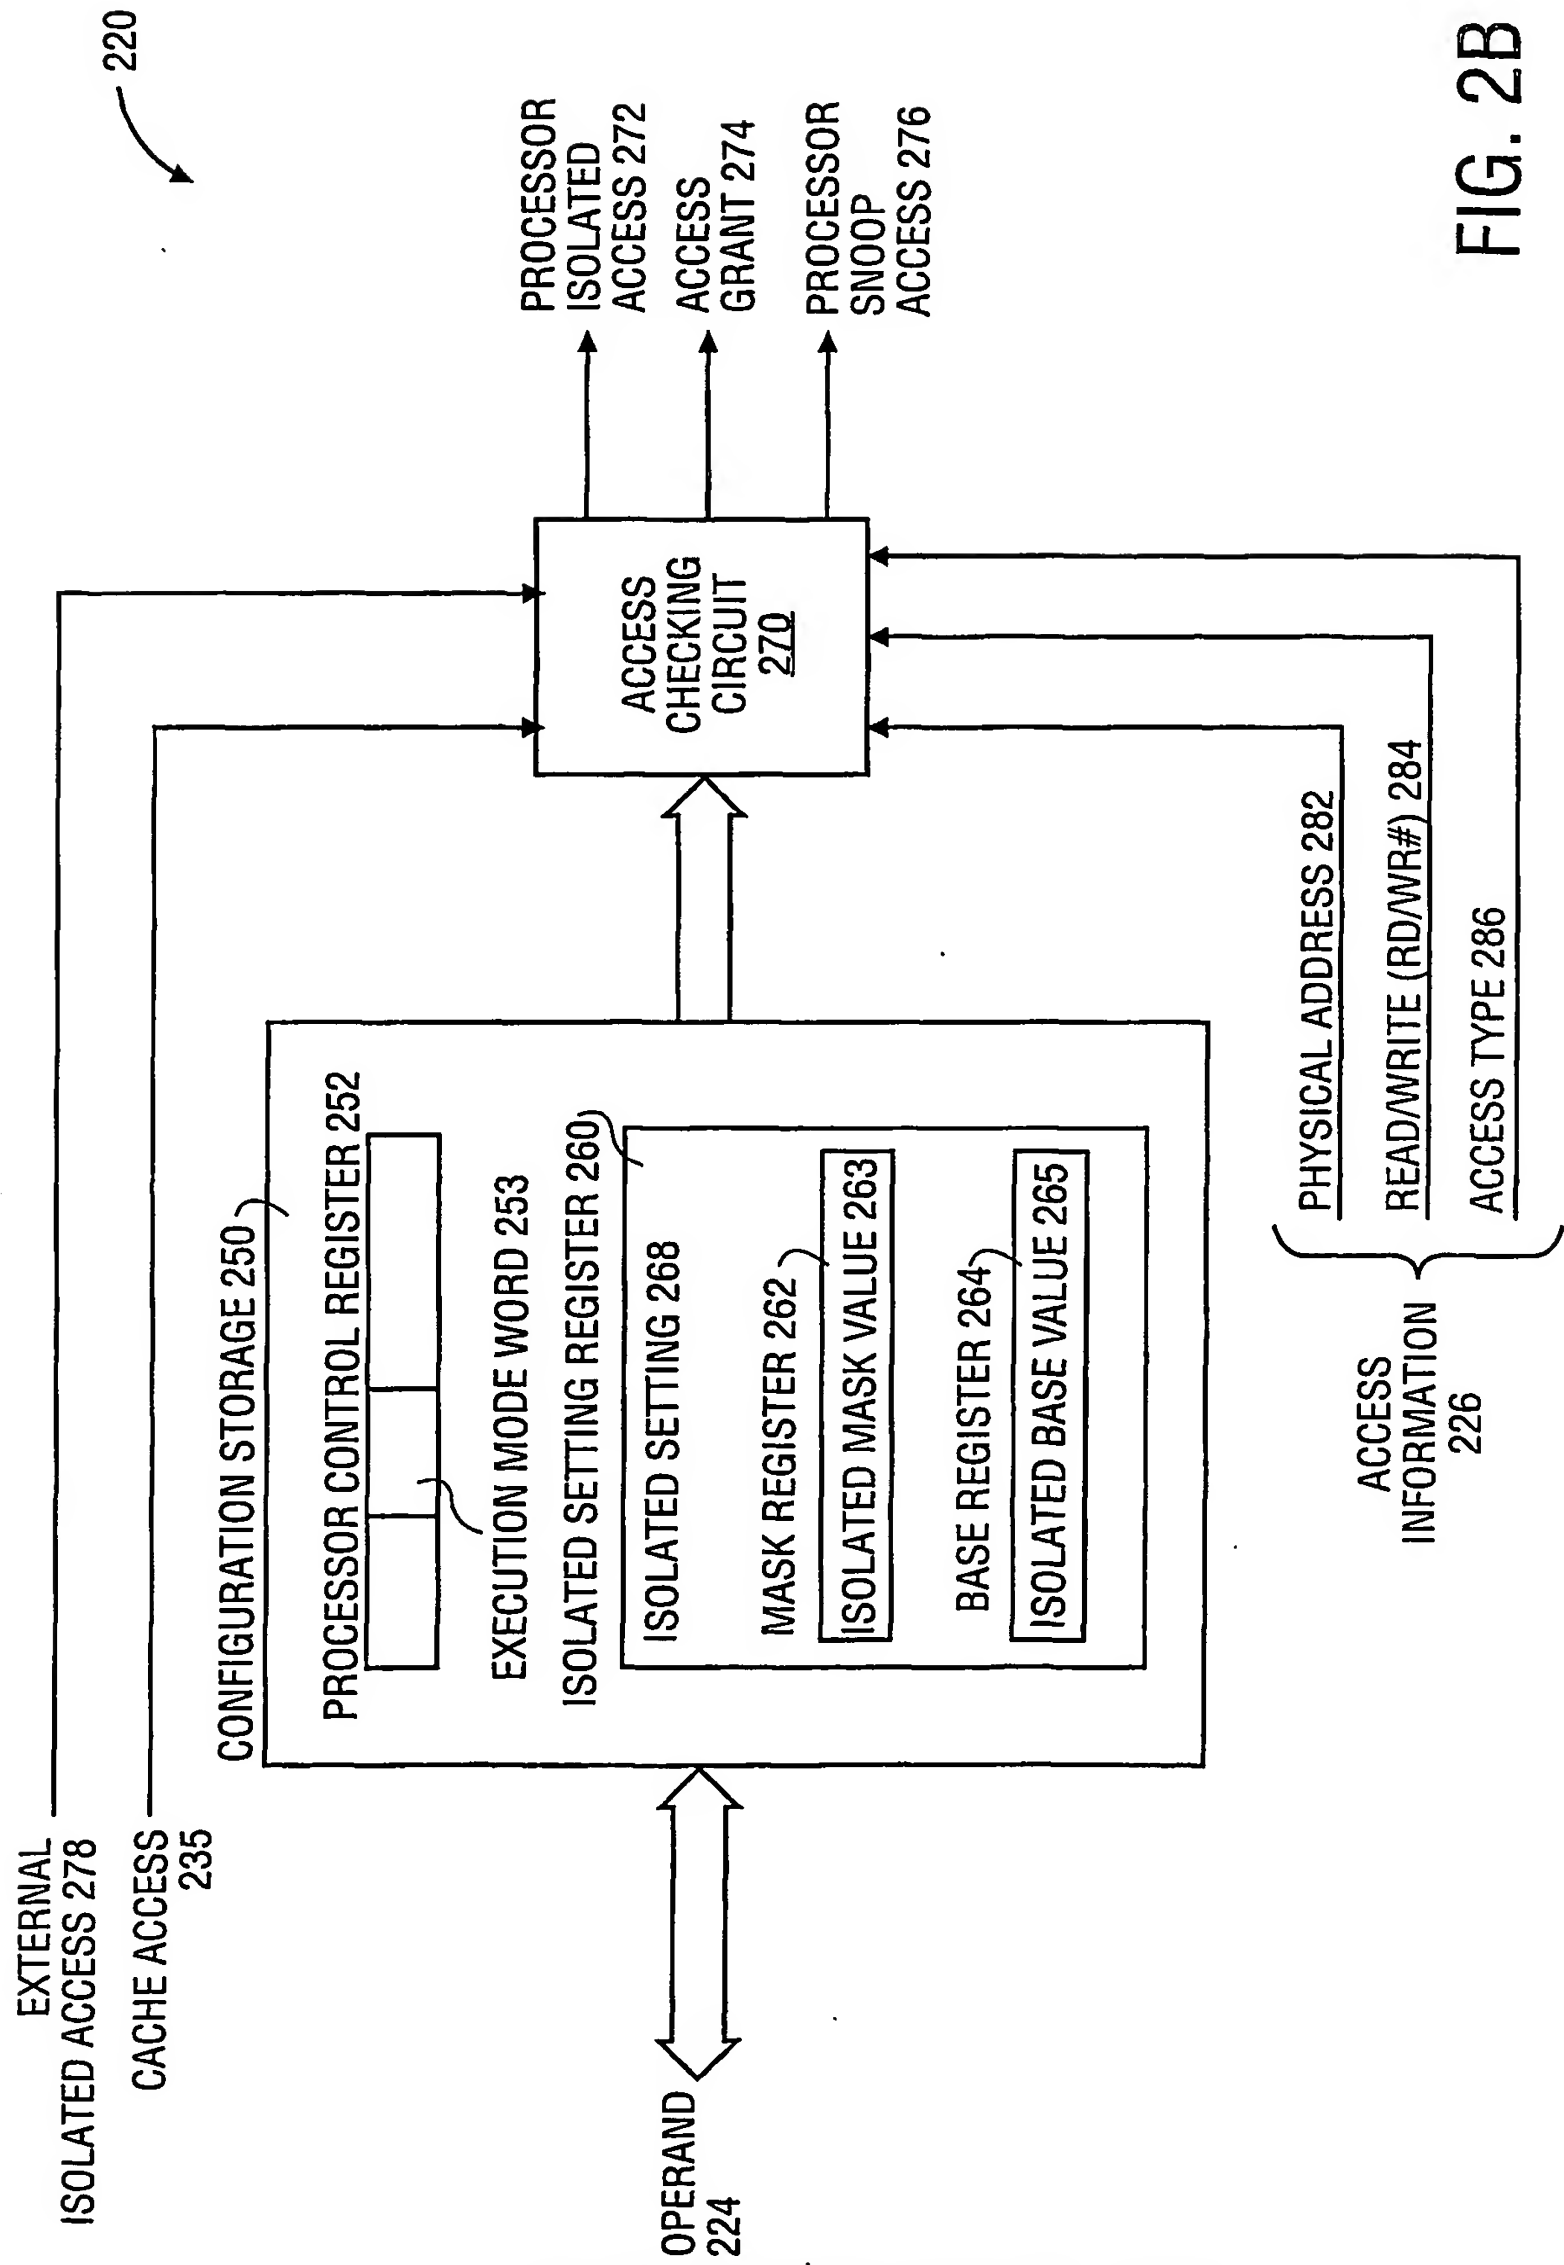 220
EXTERNAL
ISOLATED ACCESS 278
CACHE ACCESS
235
CONFIGURATION STORAGE 250
PROCESSOR CONTROL REGISTER 252
EXECUTION MODE WORD 253
ISOLATED SETTING REGISTER 260
ISOLATED SETTING 268
MASK REGISTER 262
ISOLATED MASK VALUE 263
BASE REGISTER 264
ISOLATED BASE VALUE 265
OPERAND
224
ACCESS
CHECKING
CIRCUIT
270
PROCESSOR
ISOLATED
ACCESS 272
ACCESS
GRANT 274
PROCESSOR
SNOOP
ACCESS 276
PHYSICAL ADDRESS 282
READ/WRITE (RD/WR#) 284
ACCESS TYPE 286
ACCESS
INFORMATION
226
FIG. 2B